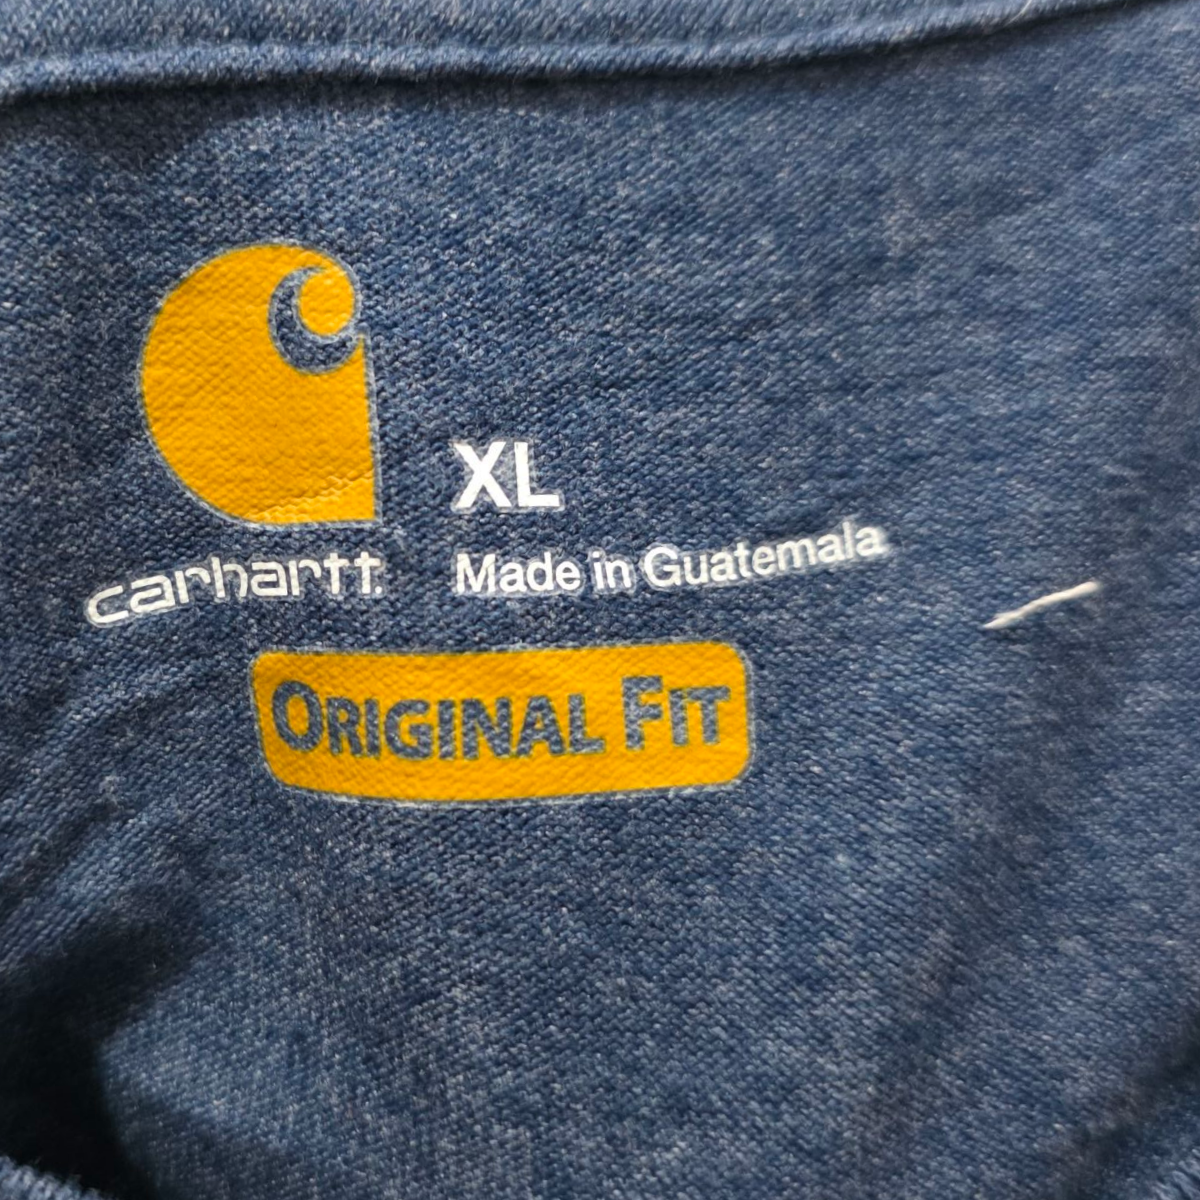 XL
carhartt.
Made in Guatemala
ORIGINAL FIT